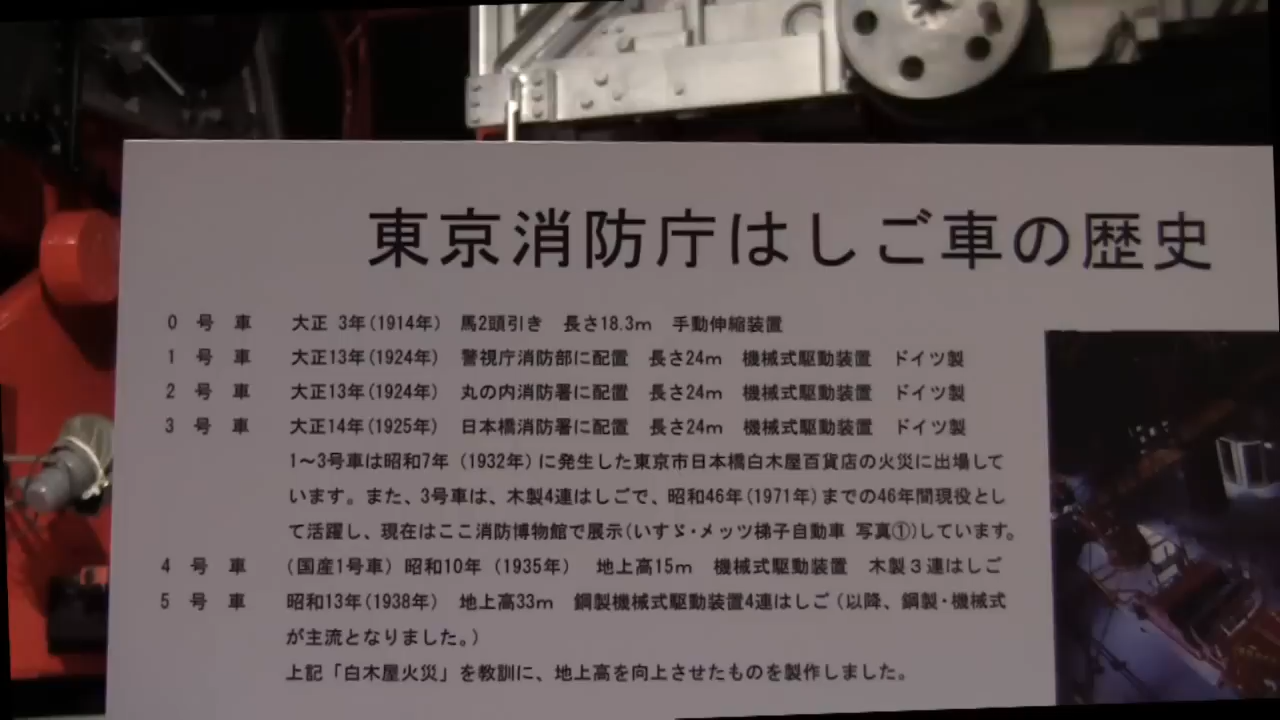 東京消防庁はしご車の歴史
0号車 大正 3年(1914年) 馬2頭引き 長さ18.3m 手動伸縮装置
1号車 大正13年(1924年) 警視庁消防部に配置 長さ24m 機械式駆動装置 ドイツ製
2号車 大正13年(1924年) 丸の内消防署に配置 長さ24m 機械式駆動装置 ドイツ製
3号車 大正14年(1925年) 日本橋消防署に配置 長さ24m 機械式駆動装置 ドイツ製
1～3号車は昭和7年(1932年)に発生した東京市日本橋白木屋百貨店の火災に出場して
います。また、3号車は、木製4連はしごで、昭和46年(1971年)までの46年間現役とし
て活躍し、現在はここ消防博物館で展示(いすゞ・メッツ梯子自動車 写真①)しています。
4号車 (国産1号車) 昭和10年(1935年) 地上高15m 機械式駆動装置 木製３連はしご
5号車 昭和13年(1938年) 地上高33m 鋼製機械式駆動装置4連はしご(以降、鋼製・機械式
が主流となりました。)
上記「白木屋火災」を教訓に、地上高を向上させたものを製作しました。